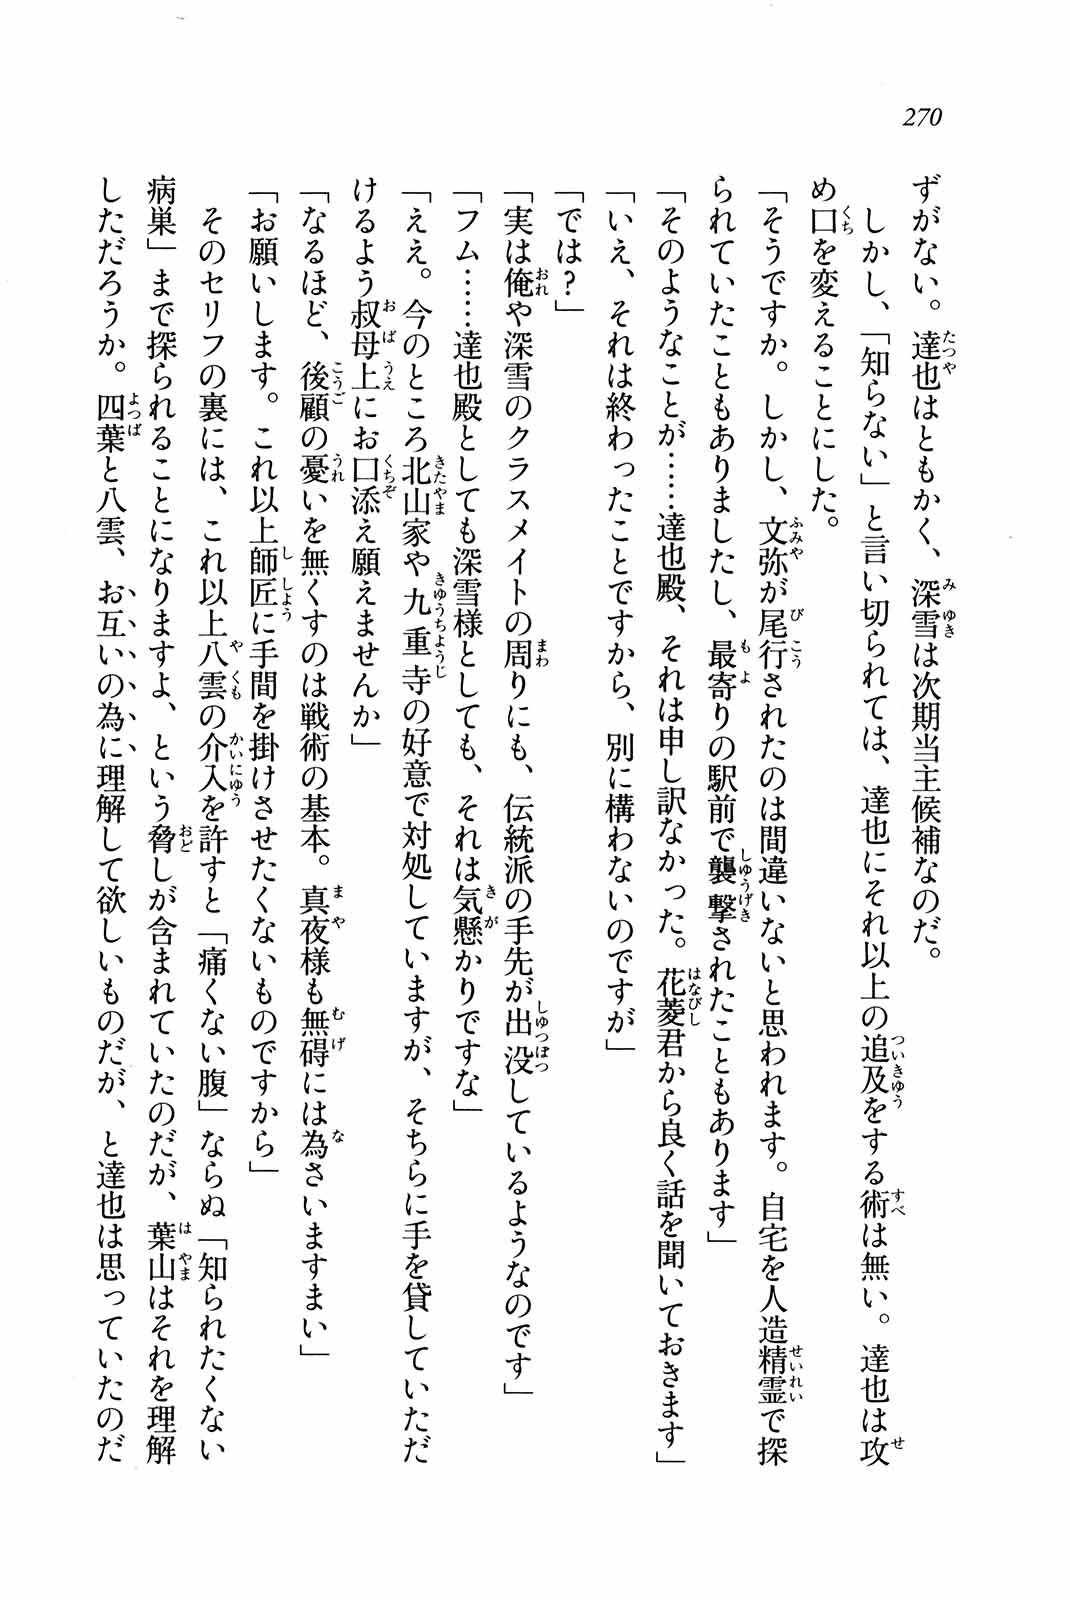 270
ずがない。達也はともかく、深雪は次期当主候補なのだ。
　しかし、「知らない」と言い切られては、達也にそれ以上の追及をする術は無い。達也は攻
め口を変えることにした。
「そうですか。しかし、文弥が尾行されたのは間違いないと思われます。自宅を人造精霊で探
られていたこともありましたし、最寄りの駅前で襲撃されたこともあります」
「そのようなことが……達也殿、それは申し訳なかった。花菱君から良く話を聞いておきます」
「いえ、それは終わったことですから、別に構わないのですが」
「では？」
「実は俺や深雪のクラスメイトの周りにも、伝統派の手先が出没しているようなのです」
「フム……達也殿としても深雪様としても、それは気懸かりですな」
「ええ。今のところ北山家や九重寺の好意で対処していますが、そちらに手を貸していただ
けるよう叔母上にお口添え願えませんか」
「なるほど、後顧の憂いを無くすのは戦術の基本。真夜様も無碍には為さいますまい」
「お願いします。これ以上師匠に手間を掛けさせたくないものですから」
　そのセリフの裏には、これ以上八雲の介入を許すと「痛くない腹」ならぬ「知られたくない
病巣」まで探られることになりますよ、という脅しが含まれていたのだが、葉山はそれを理解
しただろうか。四葉と八雲、お互いの為に理解して欲しいものだが、と達也は思っていたのだ